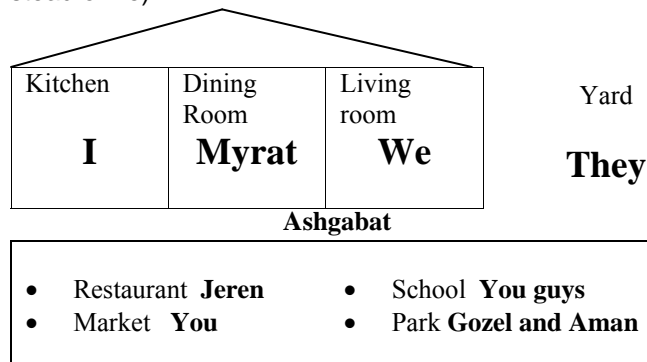 Kitchen Dining Room Living room Yard
I Myrat We They
Ashgabat
• Restaurant Jeren • School You guys
• Market You • Park Gozel and Aman